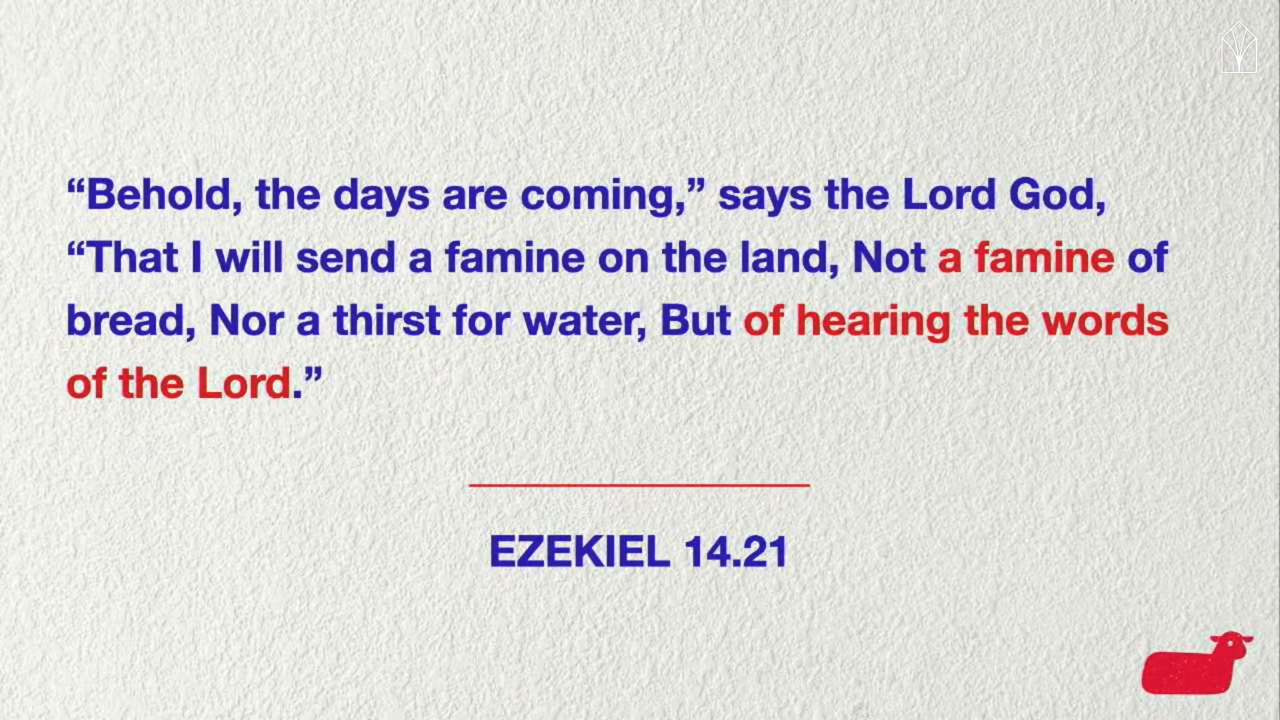 “Behold, the days are coming,” says the Lord God,
“That I will send a famine on the land, Not a famine of
bread, Nor a thirst for water, But of hearing the words
of the Lord.”
EZEKIEL 14.21